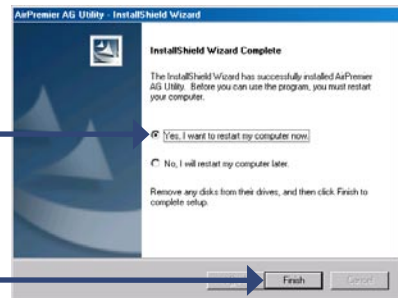 AirPremier AG Utility - InstallShield Wizard
InstallShield Wizard Complete
The InstallShield Wizard has successfully installed AirPremier
AG Utility. Before you can use the program, you must restart
your computer.
Yes, I want to restart my computer now.
No, I will restart my computer later.
Remove any disks from their drives, and then click Finish to
complete setup.
Finish
Cancel